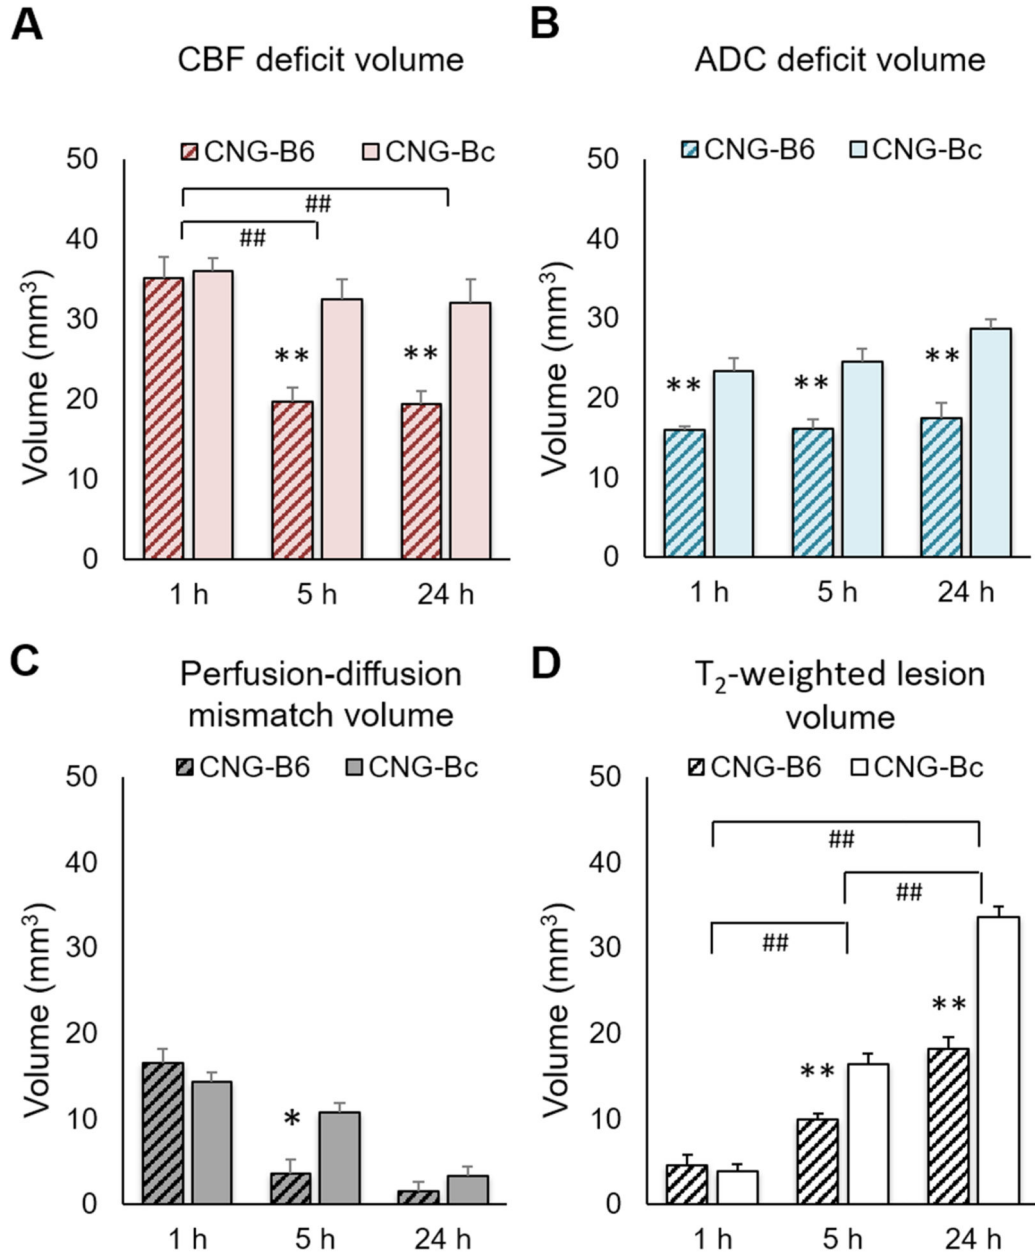 A
CBF deficit volume
CNG-B6 CNG-Bc
Volume (mm³)
50
40
30
20
10
0
##
##
** **
1 h 5 h 24 h
B
ADC deficit volume
CNG-B6 CNG-Bc
Volume (mm³)
50
40
30
20
10
0
** ** **
1 h 5 h 24 h
C
Perfusion-diffusion
mismatch volume
CNG-B6 CNG-Bc
Volume (mm³)
50
40
30
20
10
0
*
1 h 5 h 24 h
D
T₂-weighted lesion
volume
CNG-B6 CNG-Bc
Volume (mm³)
50
40
30
20
10
0
##
##
##
** **
1 h 5 h 24 h